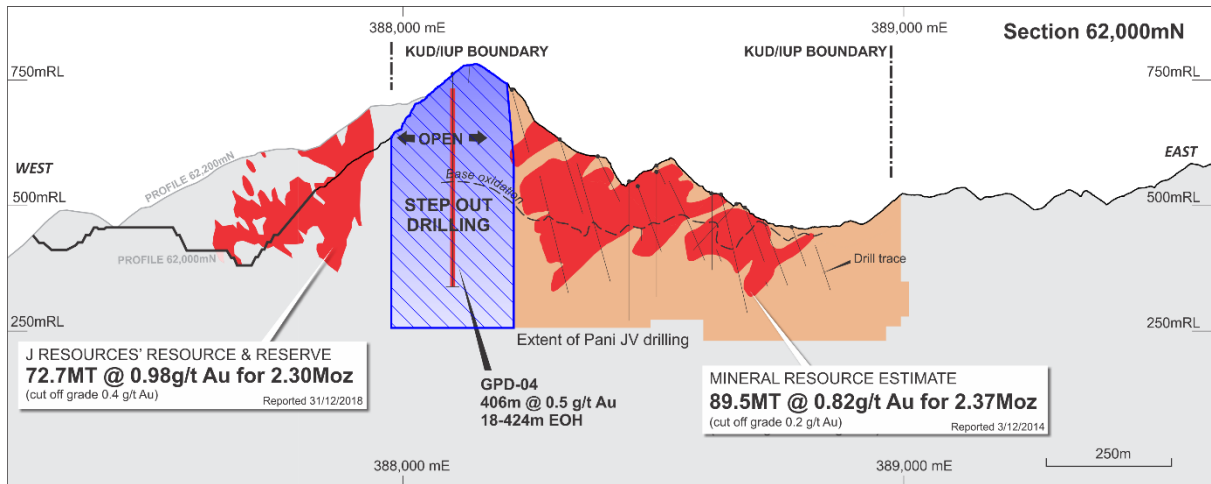 388,000 mE
389,000 mE
Section 62,000mN
KUD/IUP BOUNDARY
KUD/IUP BOUNDARY
750mRL
750mRL
OPEN
WEST
EAST
PROFILE 62,200mN
Base oxidation
500mRL
500mRL
STEP OUT
DRILLING
PROFILE 62,000mN
Drill trace
250mRL
250mRL
Extent of Pani JV drilling
J RESOURCES' RESOURCE & RESERVE
72.7MT @ 0.98g/t Au for 2.30Moz
(cut off grade 0.4 g/t Au)
Reported 31/12/2018
GPD-04
406m @ 0.5 g/t Au
18-424m EOH
MINERAL RESOURCE ESTIMATE
89.5MT @ 0.82g/t Au for 2.37Moz
(cut off grade 0.2 g/t Au)
Reported 3/12/2014
388,000 mE
389,000 mE
250m